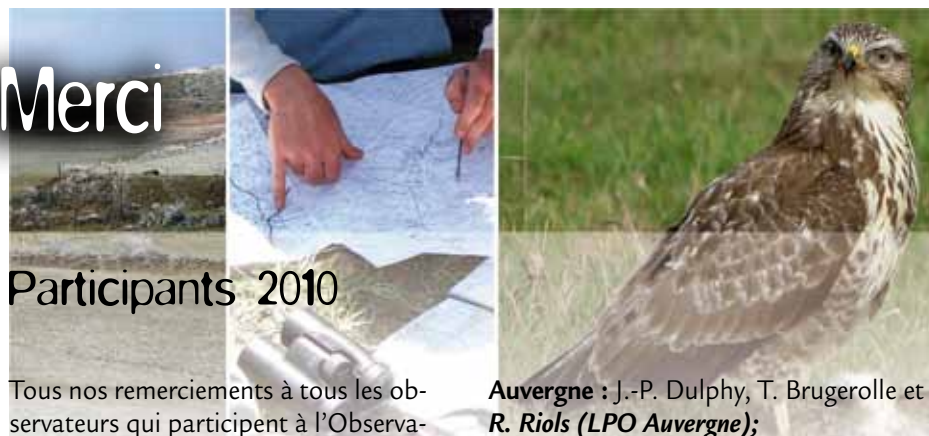 Merci
Participants 2010
Tous nos remerciements à tous les ob-
servateurs qui participent à l'Observa-
Auvergne : J.-P. Dulphy, T. Brugerolle et
R. Riols (LPO Auvergne);